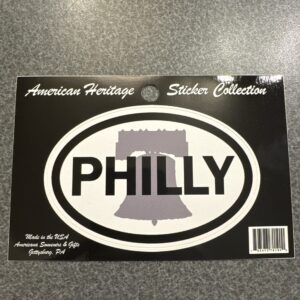 American Heritage Sticker Collection
PHILLY
Made in the USA
American Souvenirs & Gifts
Gettysburg, PA